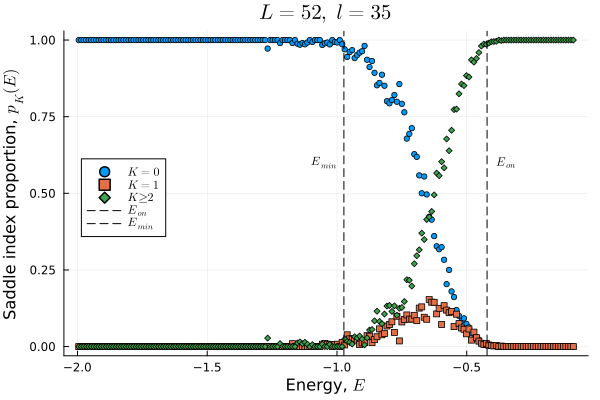 L = 52, l = 35
Saddle index proportion, p_K(E)
1.00
0.75
0.50
0.25
0.00
E_min
E_on
K = 0
K = 1
K≥2
E_on
E_min
−2.0 −1.5 −1.0 −0.5
Energy, E